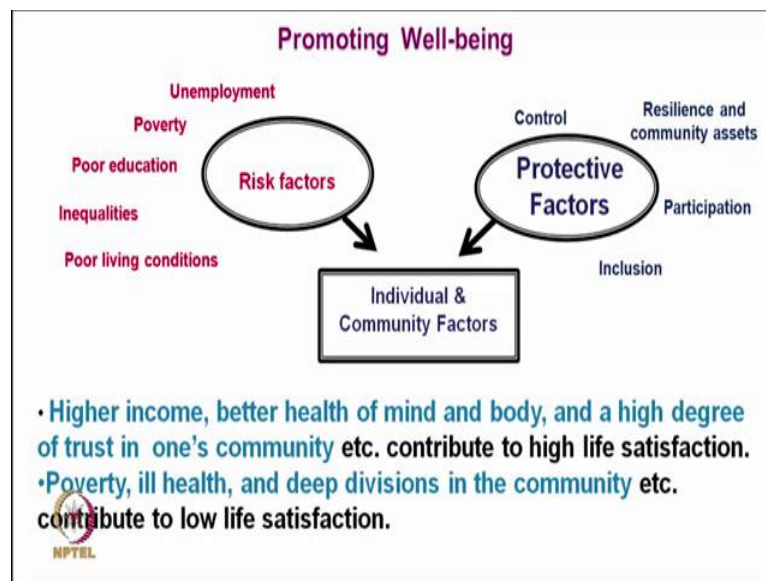 Promoting Well-being
Unemployment
Poverty
Poor education
Inequalities
Poor living conditions
Risk factors
Control
Resilience and
community assets
Protective
Factors
Participation
Inclusion
Individual &
Community Factors
• Higher income, better health of mind and body, and a high degree
of trust in one's community etc. contribute to high life satisfaction.
•Poverty, ill health, and deep divisions in the community etc.
contribute to low life satisfaction.
NPTEL